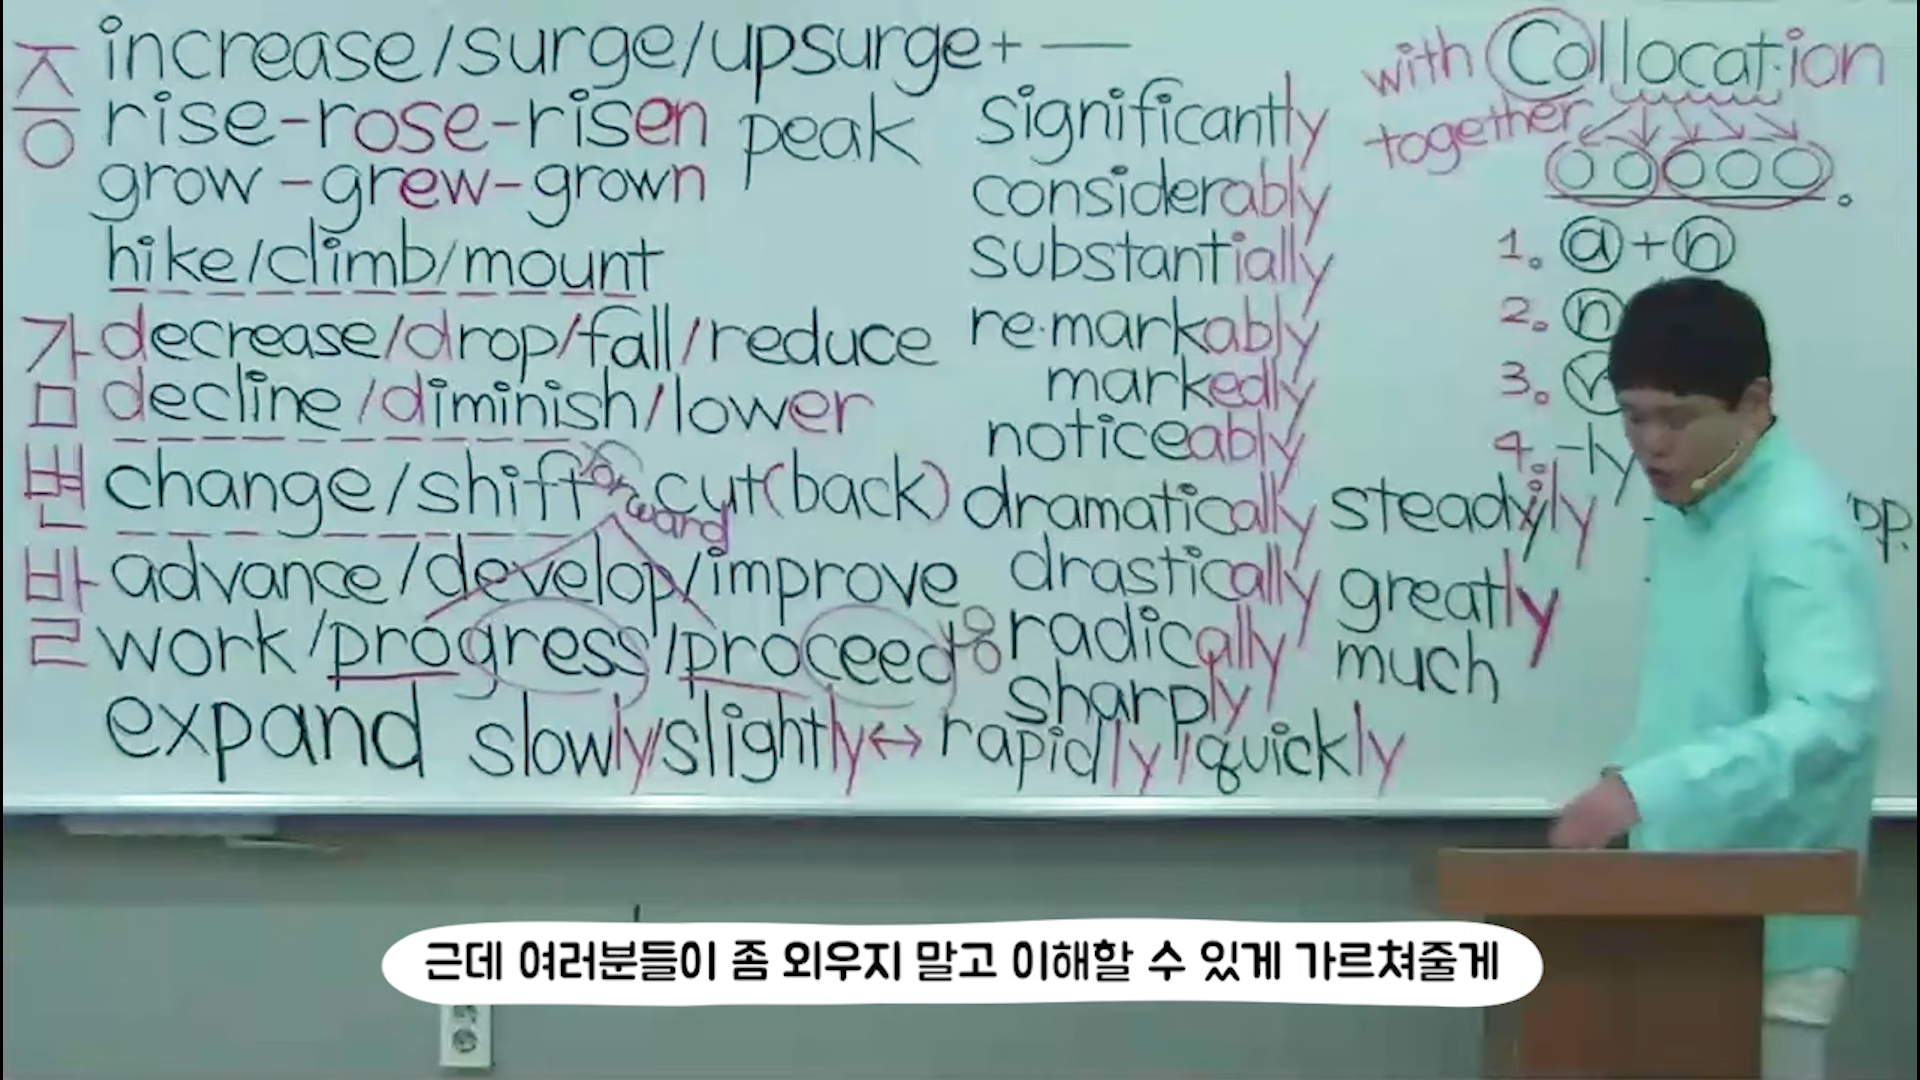 증 increase/surge/upsurge+ —
rise-rose-risen peak
grow-grew-grown
hike/climb/mount
감 decrease/drop/fall/reduce
decline/diminish/lower
변 change/shift cut(back)
forward
발 advance/develop/improve
work/progress/proceed
expand
significantly
considerably
substantially
remarkably
markedly
noticeably
dramatically
drastically
radically
sharply
slowly/slightly↔rapidly/quickly
steadily
greatly
much
with Collocation
together
1. a+n
2. n
3. v
4. -ly
pp.
근데 여러분들이 좀 외우지 말고 이해할 수 있게 가르쳐줄게